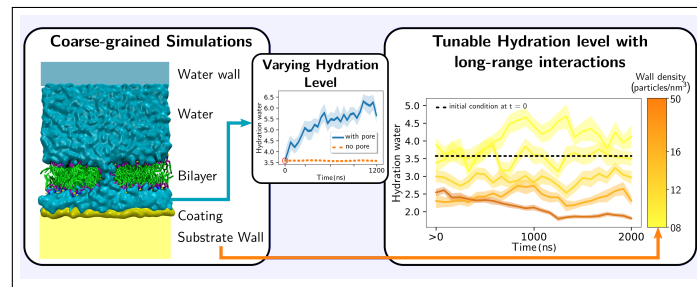 Coarse-grained Simulations
Water wall
Water
Bilayer
Coating
Substrate Wall
Varying Hydration
Level
Hydration water
6.5
6.0
5.5
5.0
4.5
4.0
3.5
with pore
no pore
0
1200
Time(ns)
Tunable Hydration level with
long-range interactions
Wall density
(particles/nm³)
Hydration water
5.0
4.5
4.0
3.5
3.0
2.5
2.0
initial condition at t = 0
>0
1000
2000
Time(ns)
50
16
12
08